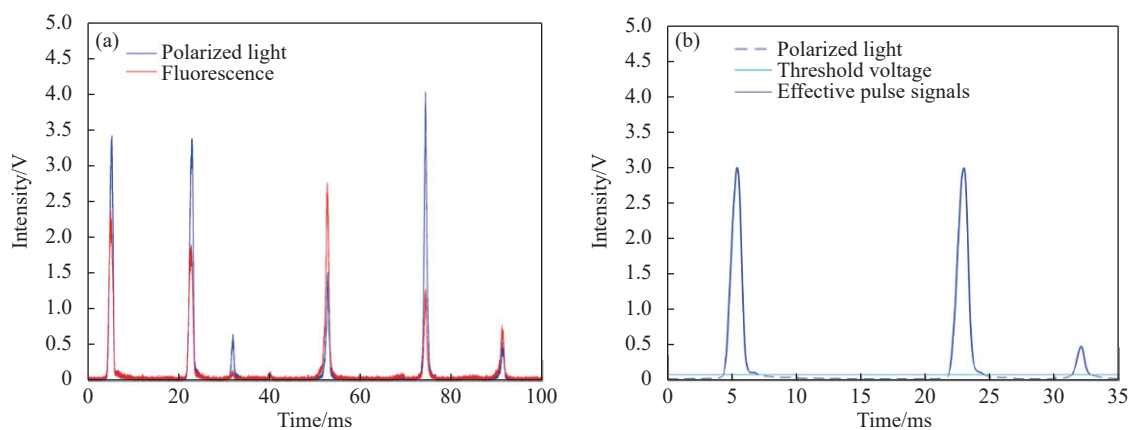 (a)
Polarized light
Fluorescence
5.0
4.5
4.0
3.5
3.0
2.5
2.0
1.5
1.0
0.5
0
Intensity/V
0 20 40 60 80 100
Time/ms
(b)
Polarized light
Threshold voltage
Effective pulse signals
5.0
4.5
4.0
3.5
3.0
2.5
2.0
1.5
1.0
0.5
0
Intensity/V
0 5 10 15 20 25 30 35
Time/ms